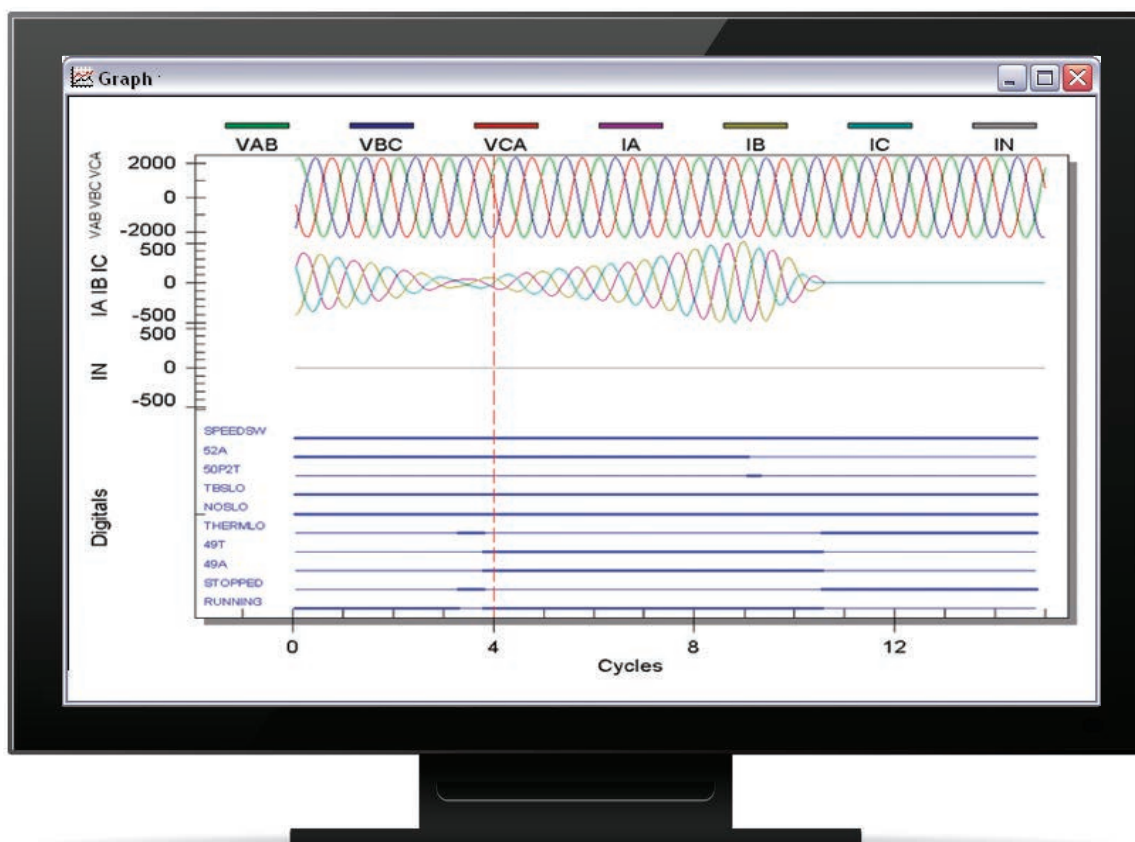 Graph
VAB VBC VCA IA IB IC IN
VAB VBC VCA
2000
0
-2000
IA IB IC
500
0
-500
IN
500
0
-500
Digitals
SPEEDSW
52A
50P2T
TBSLO
NOSLO
THERMLO
49T
49A
STOPPED
RUNNING
0 4 8 12
Cycles